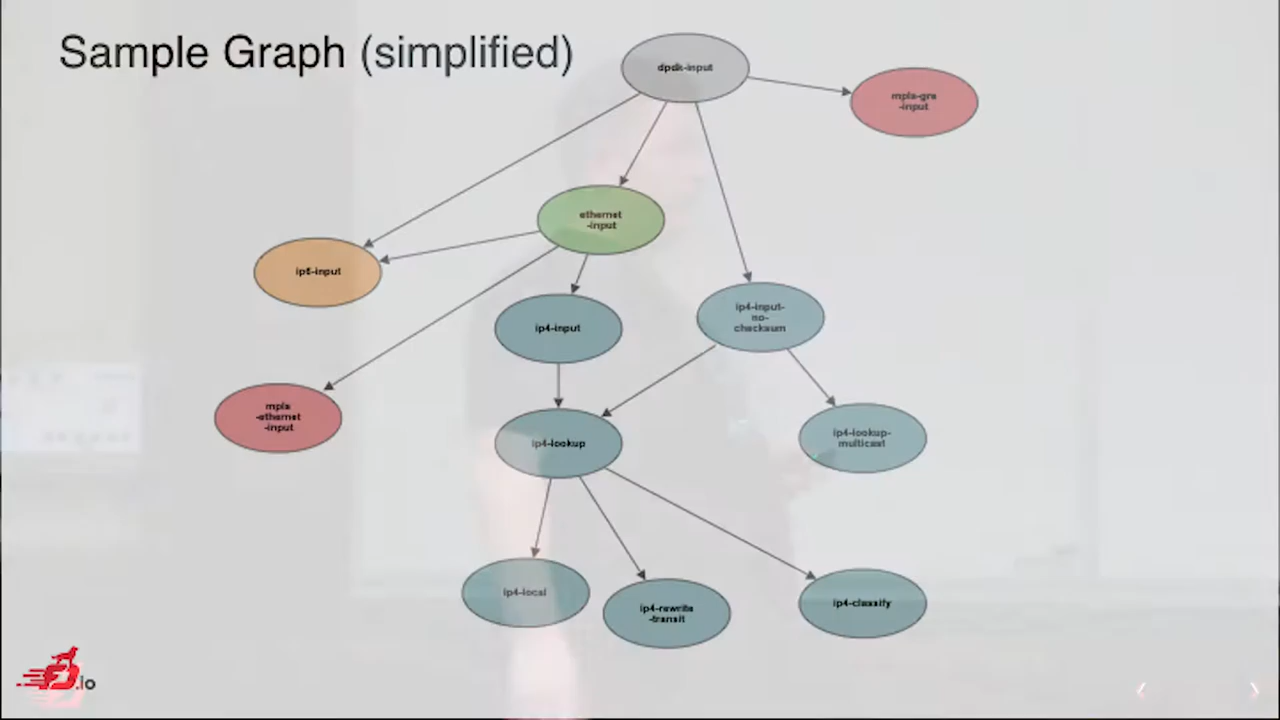 Sample Graph (simplified)
dpdk-input
mpls-gre
-input
ethernet
-input
ip6-input
ip4-input-
no-
checksum
ip4-input
mpls
-ethernet
-input
ip4-lookup
ip4-lookup-
multicast
ip4-local
ip4-rewrite
-transit
ip4-classify
.io